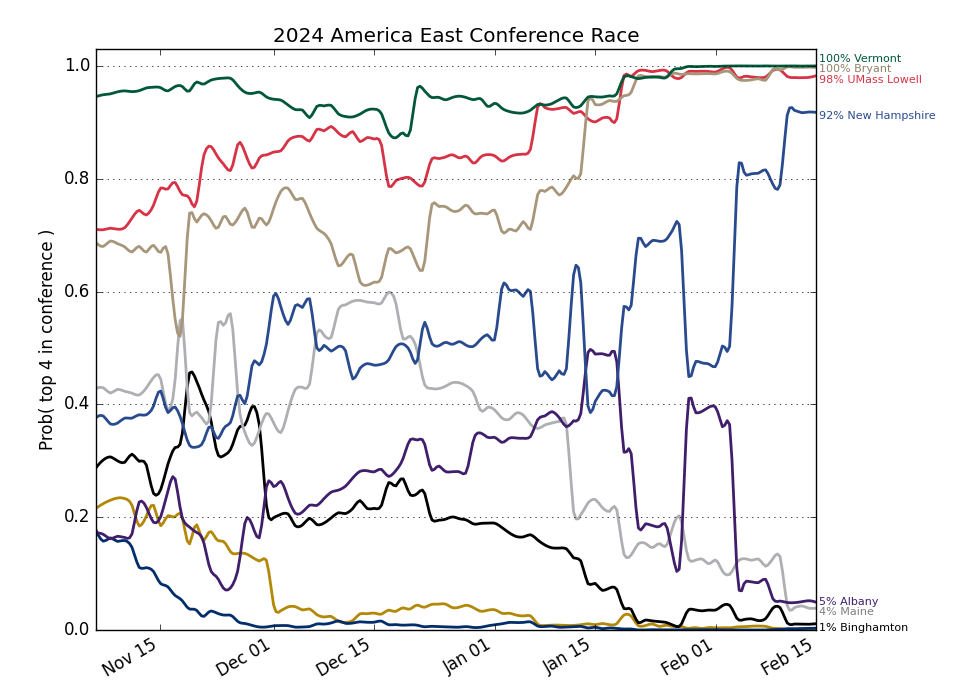 2024 America East Conference Race
Prob( top 4 in conference )
1.0
0.8
0.6
0.4
0.2
0.0
100% Vermont
100% Bryant
98% UMass Lowell
92% New Hampshire
5% Albany
4% Maine
1% Binghamton
Nov 15
Dec 01
Dec 15
Jan 01
Jan 15
Feb 01
Feb 15